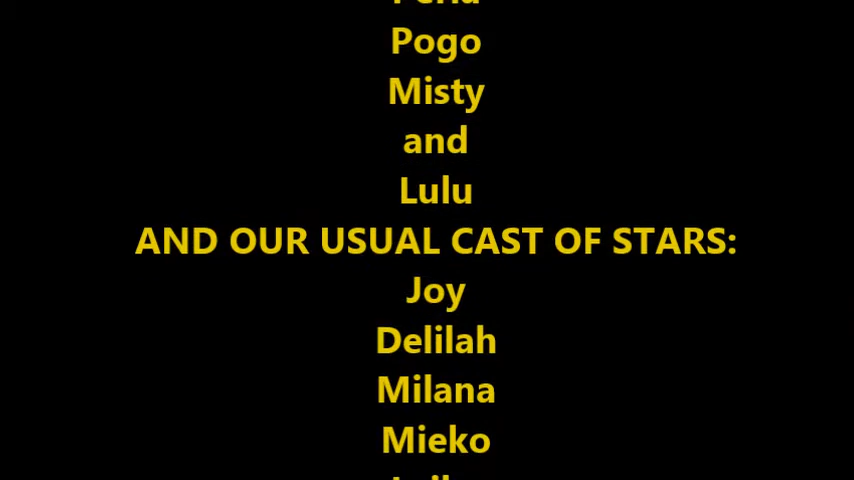 Pogo
Misty
and
Lulu
AND OUR USUAL CAST OF STARS:
Joy
Delilah
Milana
Mieko